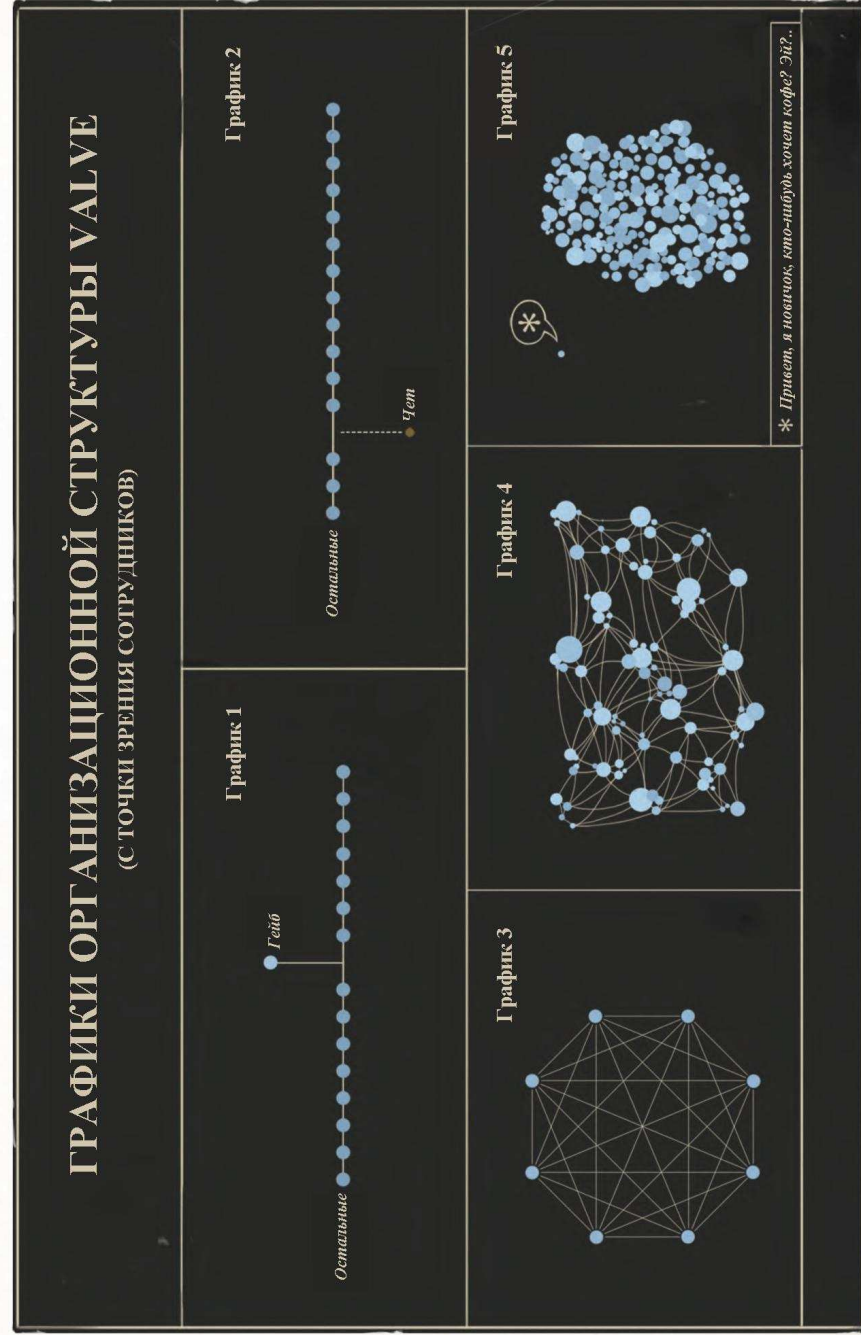 ГРАФИКИ ОРГАНИЗАЦИОННОЙ СТРУКТУРЫ VALVE
(С ТОЧКИ ЗРЕНИЯ СОТРУДНИКОВ)
График 1
Гейб
Остальные
График 2
Остальные
Чет
График 3
График 4
График 5
*
* Привет, я новичок, кто-нибудь хочет кофе? Эй?..